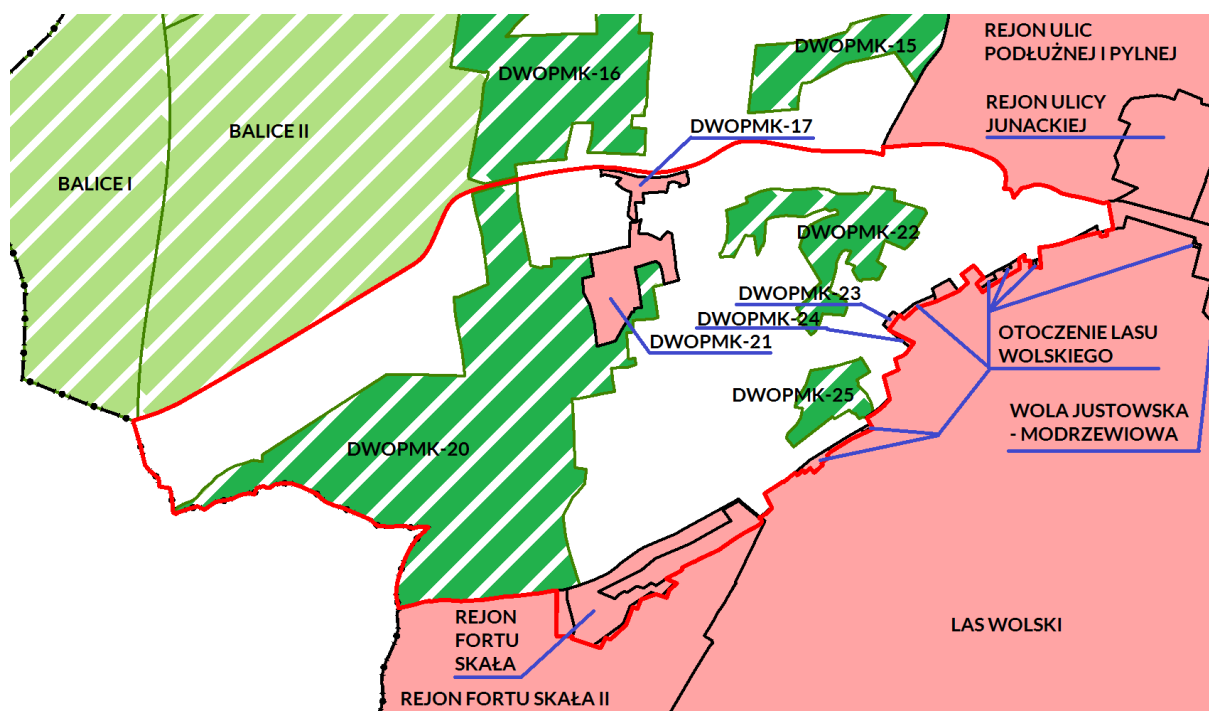 REJON ULIC
PODŁUŻNEJ I PYLNEJ
DWOPMK-15
DWOPMK-16
REJON ULICY
JUNACKIEJ
DWOPMK-17
BALICE II
BALICE I
DWOPMK-22
DWOPMK-23
DWOPMK-24
DWOPMK-21
OTOCZENIE LASU
WOLSKIEGO
DWOPMK-25
WOLA JUSTOWSKA
- MODRZEWIOWA
DWOPMK-20
REJON
FORTU
SKAŁA
LAS WOLSKI
REJON FORTU SKAŁA II